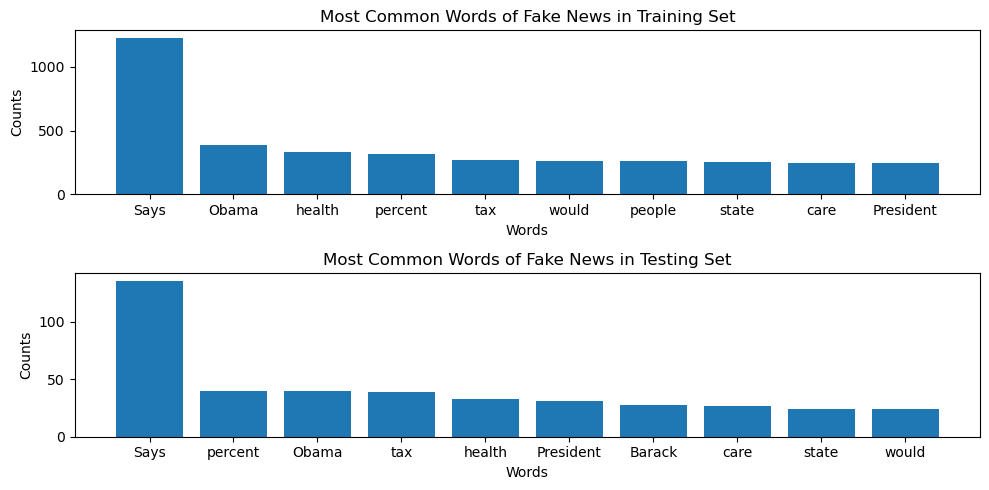 Most Common Words of Fake News in Training Set
1000
500
0
Counts
Says Obama health percent tax would people state care President
Words
Most Common Words of Fake News in Testing Set
100
50
0
Counts
Says percent Obama tax health President Barack care state would
Words